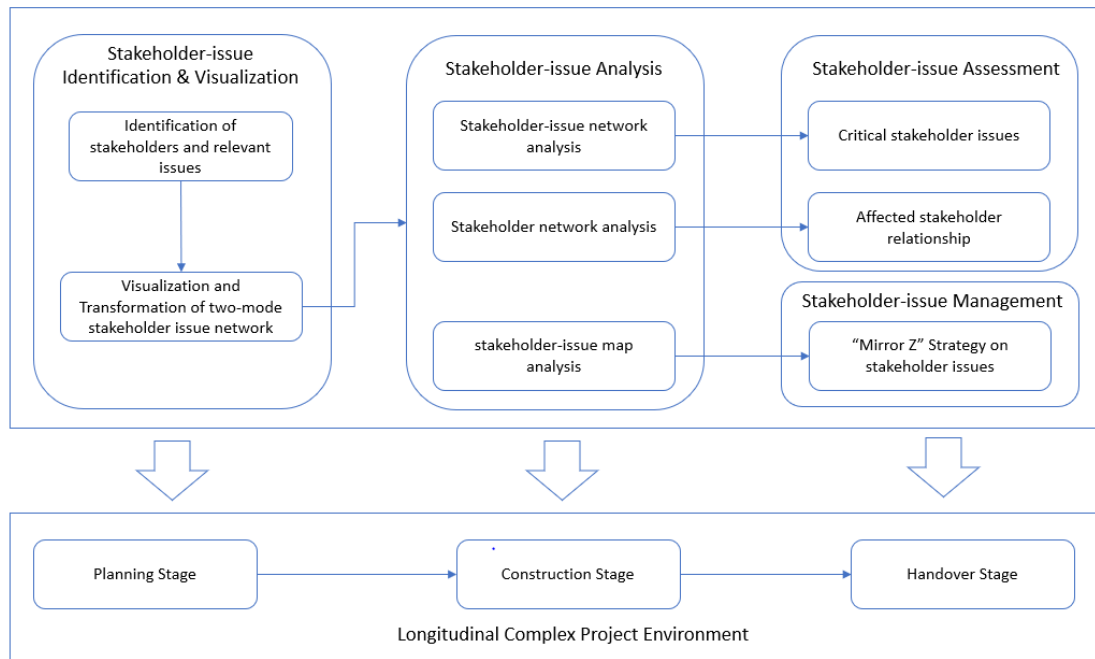 Stakeholder-issue
Identification & Visualization
Identification of
stakeholders and relevant
issues
Visualization and
Transformation of two-mode
stakeholder issue network
Stakeholder-issue Analysis
Stakeholder-issue network
analysis
Stakeholder network analysis
stakeholder-issue map
analysis
Stakeholder-issue Assessment
Critical stakeholder issues
Affected stakeholder
relationship
Stakeholder-issue Management
“Mirror Z” Strategy on
stakeholder issues
Planning Stage
Construction Stage
Handover Stage
Longitudinal Complex Project Environment